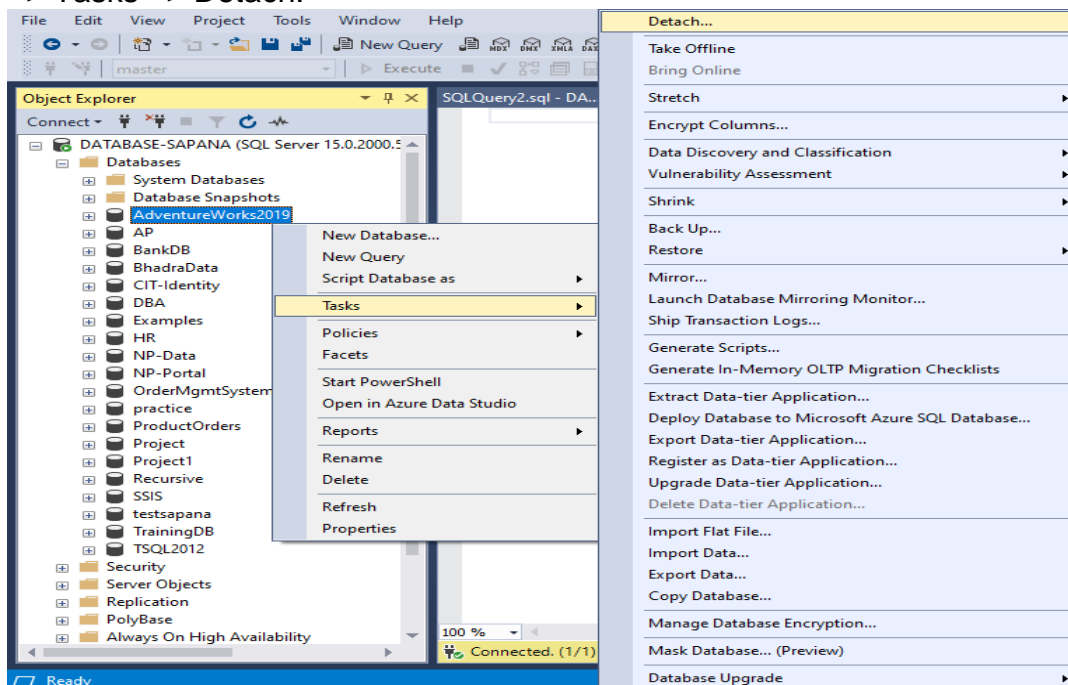 -> Tasks -> Detach.
File Edit View Project Tools Window Help
New Query
master
Execute
Object Explorer
SQLQuery2.sql - DA...
Connect
DATABASE-SAPANA (SQL Server 15.0.2000.5
Databases
System Databases
Database Snapshots
AdventureWorks2019
AP
BankDB
BhadraData
CIT-Identity
DBA
Examples
HR
NP-Data
NP-Portal
OrderMgmtSystem
practice
ProductOrders
Project
Project1
Recursive
SSIS
testsapana
TrainingDB
TSQL2012
Security
Server Objects
Replication
PolyBase
Always On High Availability
New Database...
New Query
Script Database as
Tasks
Policies
Facets
Start PowerShell
Open in Azure Data Studio
Reports
Rename
Delete
Refresh
Properties
Detach...
Take Offline
Bring Online
Stretch
Encrypt Columns...
Data Discovery and Classification
Vulnerability Assessment
Shrink
Back Up...
Restore
Mirror...
Launch Database Mirroring Monitor...
Ship Transaction Logs...
Generate Scripts...
Generate In-Memory OLTP Migration Checklists
Extract Data-tier Application...
Deploy Database to Microsoft Azure SQL Database...
Export Data-tier Application...
Register as Data-tier Application...
Upgrade Data-tier Application...
Delete Data-tier Application...
Import Flat File...
Import Data...
Export Data...
Copy Database...
Manage Database Encryption...
Mask Database... (Preview)
Database Upgrade
100 %
Connected. (1/1)
Ready